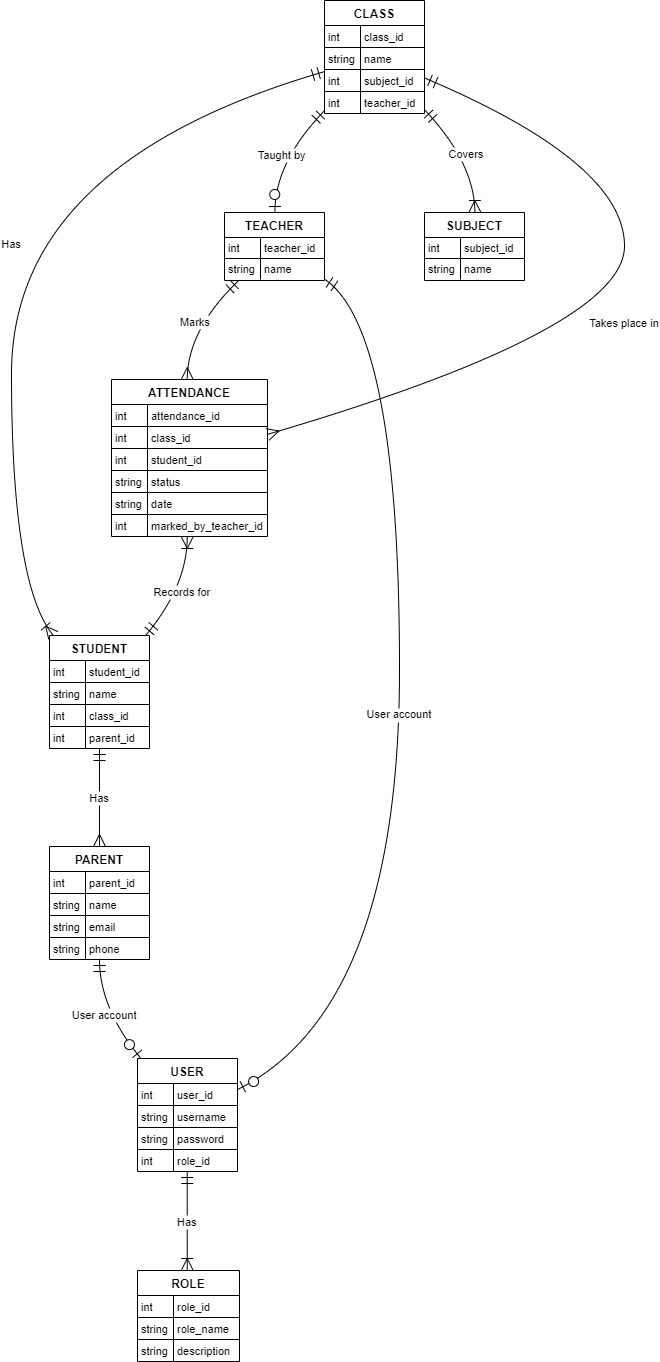 CLASS
int class_id
string name
int subject_id
int teacher_id
Taught by
Covers
TEACHER
int teacher_id
string name
SUBJECT
int subject_id
string name
Has
Marks
Takes place in
ATTENDANCE
int attendance_id
int class_id
int student_id
string status
string date
int marked_by_teacher_id
Records for
STUDENT
int student_id
string name
int class_id
int parent_id
User account
Has
PARENT
int parent_id
string name
string email
string phone
User account
USER
int user_id
string username
string password
int role_id
Has
ROLE
int role_id
string role_name
string description